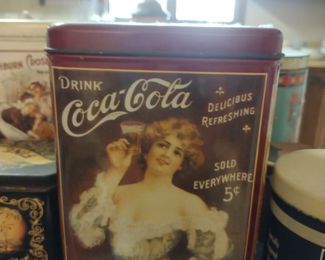 DRINK
Coca-Cola
DELICIOUS
REFRESHING
SOLD
EVERYWHERE
5¢